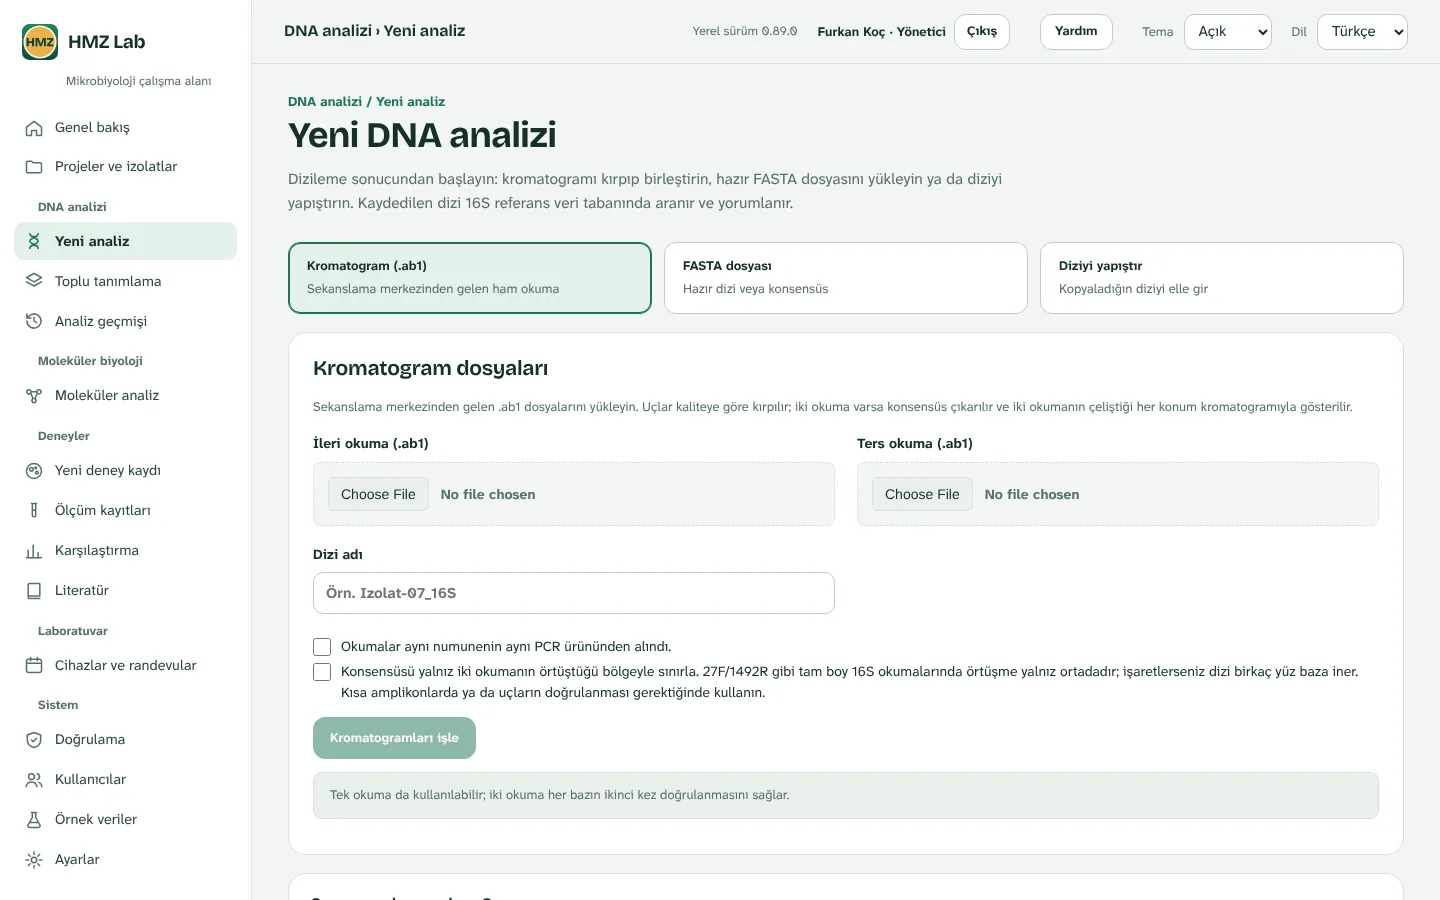 HMZ
HMZ Lab
Mikrobiyoloji çalışma alanı
Genel bakış
Projeler ve izolatlar
DNA analizi
Yeni analiz
Toplu tanımlama
Analiz geçmişi
Moleküler biyoloji
Moleküler analiz
Deneyler
Yeni deney kaydı
Ölçüm kayıtları
Karşılaştırma
Literatür
Laboratuvar
Cihazlar ve randevular
Sistem
Doğrulama
Kullanıcılar
Örnek veriler
Ayarlar
DNA analizi › Yeni analiz
Yerel sürüm 0.89.0
Furkan Koç · Yönetici
Çıkış
Yardım
Tema
Açık
Dil
Türkçe
DNA analizi / Yeni analiz
Yeni DNA analizi
Dizileme sonucundan başlayın: kromatogramı kırpıp birleştirin, hazır FASTA dosyasını yükleyin ya da diziyi
yapıştırın. Kaydedilen dizi 16S referans veri tabanında aranır ve yorumlanır.
Kromatogram (.ab1)
Sekanslama merkezinden gelen ham okuma
FASTA dosyası
Hazır dizi veya konsensüs
Diziyi yapıştır
Kopyaladığın diziyi elle gir
Kromatogram dosyaları
Sekanslama merkezinden gelen .ab1 dosyalarını yükleyin. Uçlar kaliteye göre kırpılır; iki okuma varsa konsensüs çıkarılır ve iki okumanın çeliştiği her konum kromatogramıyla gösterilir.
İleri okuma (.ab1)
Choose File No file chosen
Ters okuma (.ab1)
Choose File No file chosen
Dizi adı
Örn. Izolat-07_16S
Okumalar aynı numunenin aynı PCR ürününden alındı.
Konsensüsü yalnız iki okumanın örtüştüğü bölgeyle sınırla. 27F/1492R gibi tam boy 16S okumalarında örtüşme yalnız ortadadır; işaretlerseniz dizi birkaç yüz baza iner.
Kısa amplikonlarda ya da uçların doğrulanması gerektiğinde kullanın.
Kromatogramları işle
Tek okuma da kullanılabilir; iki okuma her bazın ikinci kez doğrulanmasını sağlar.